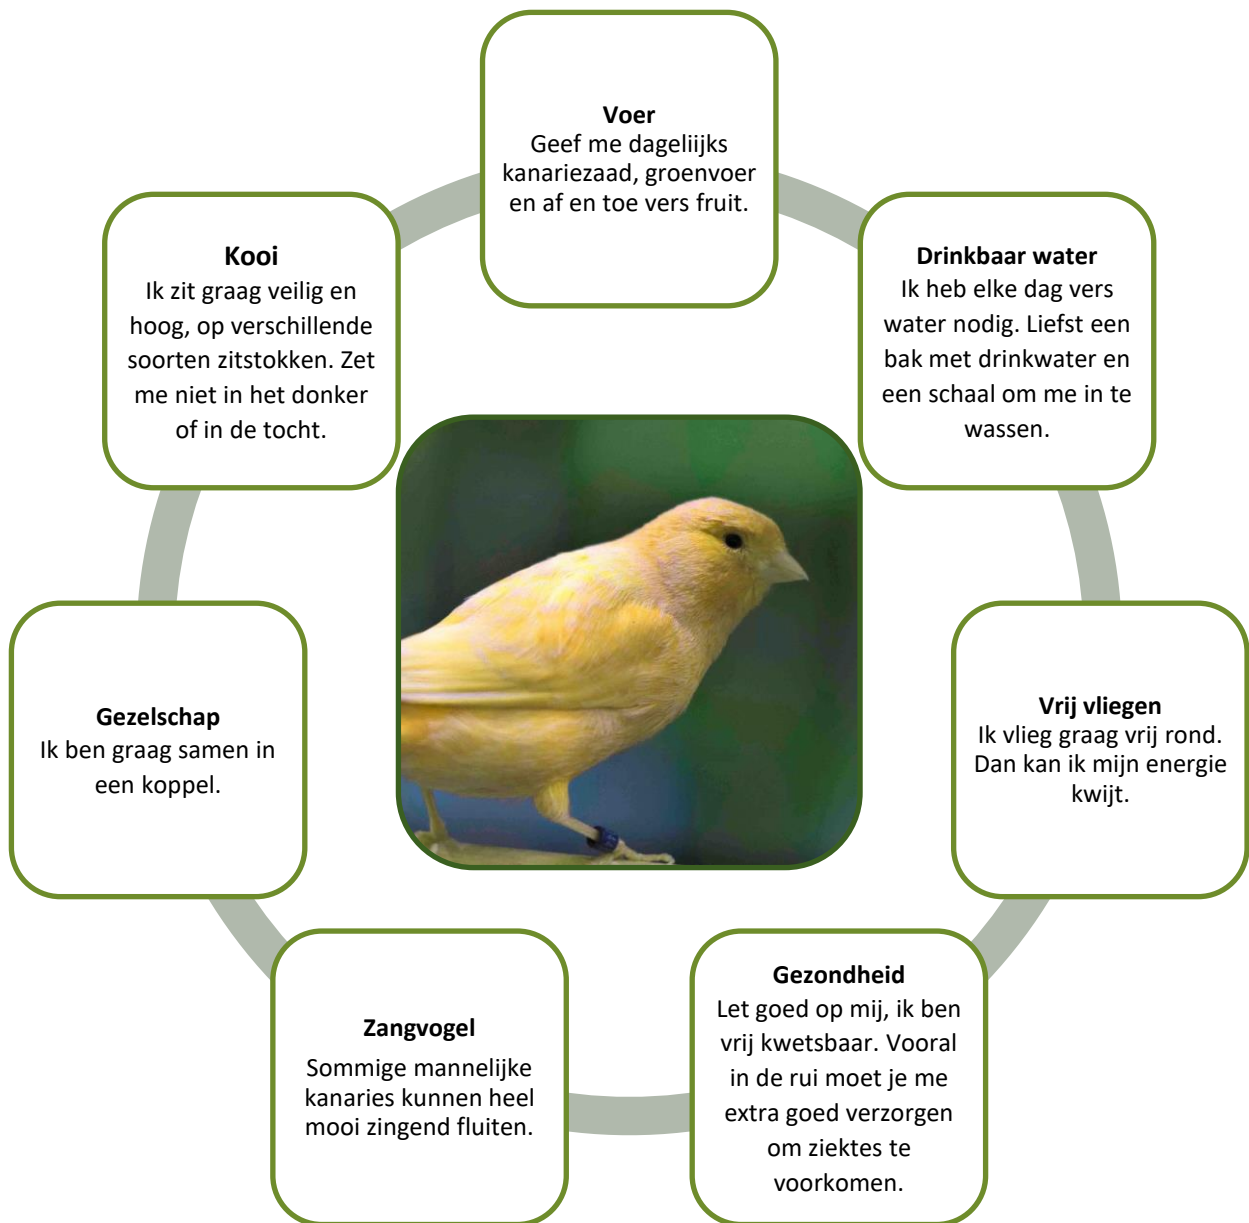 Voer
Geef me dageliijks
kanariezaad, groenvoer
en af en toe vers fruit.
Drinkbaar water
Ik heb elke dag vers
water nodig. Liefst een
bak met drinkwater en
een schaal om me in te
wassen.
Vrij vliegen
Ik vlieg graag vrij rond.
Dan kan ik mijn energie
kwijt.
Gezondheid
Let goed op mij, ik ben
vrij kwetsbaar. Vooral
in de rui moet je me
extra goed verzorgen
om ziektes te
voorkomen.
Zangvogel
Sommige mannelijke
kanaries kunnen heel
mooi zingend fluiten.
Gezelschap
Ik ben graag samen in
een koppel.
Kooi
Ik zit graag veilig en
hoog, op verschillende
soorten zitstokken. Zet
me niet in het donker
of in de tocht.